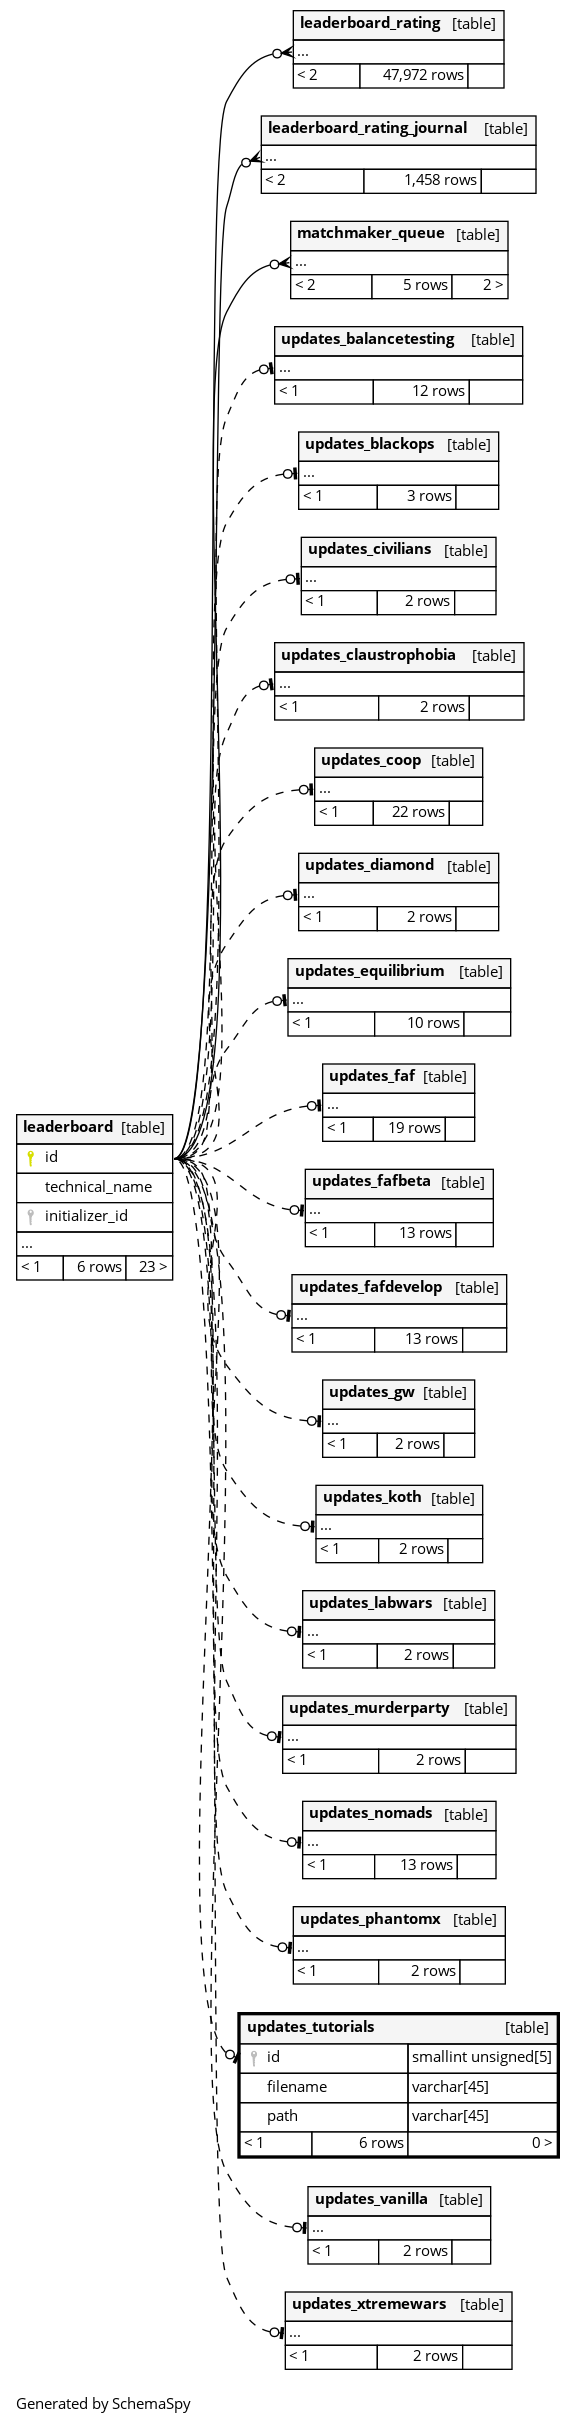 leaderboard_rating [table]
...
< 2 47,972 rows
leaderboard_rating_journal [table]
...
< 2 1,458 rows
matchmaker_queue [table]
...
< 2 5 rows 2 >
updates_balancetesting [table]
...
< 1 12 rows
updates_blackops [table]
...
< 1 3 rows
updates_civilians [table]
...
< 1 2 rows
updates_claustrophobia [table]
...
< 1 2 rows
updates_coop [table]
...
< 1 22 rows
updates_diamond [table]
...
< 1 2 rows
updates_equilibrium [table]
...
< 1 10 rows
updates_faf [table]
...
< 1 19 rows
leaderboard [table]
id
technical_name
initializer_id
...
< 1 6 rows 23 >
updates_fafbeta [table]
...
< 1 13 rows
updates_fafdevelop [table]
...
< 1 13 rows
updates_gw [table]
...
< 1 2 rows
updates_koth [table]
...
< 1 2 rows
updates_labwars [table]
...
< 1 2 rows
updates_murderparty [table]
...
< 1 2 rows
updates_nomads [table]
...
< 1 13 rows
updates_phantomx [table]
...
< 1 2 rows
updates_tutorials [table]
id smallint unsigned[5]
filename varchar[45]
path varchar[45]
< 1 6 rows 0 >
updates_vanilla [table]
...
< 1 2 rows
updates_xtremewars [table]
...
< 1 2 rows
Generated by SchemaSpy